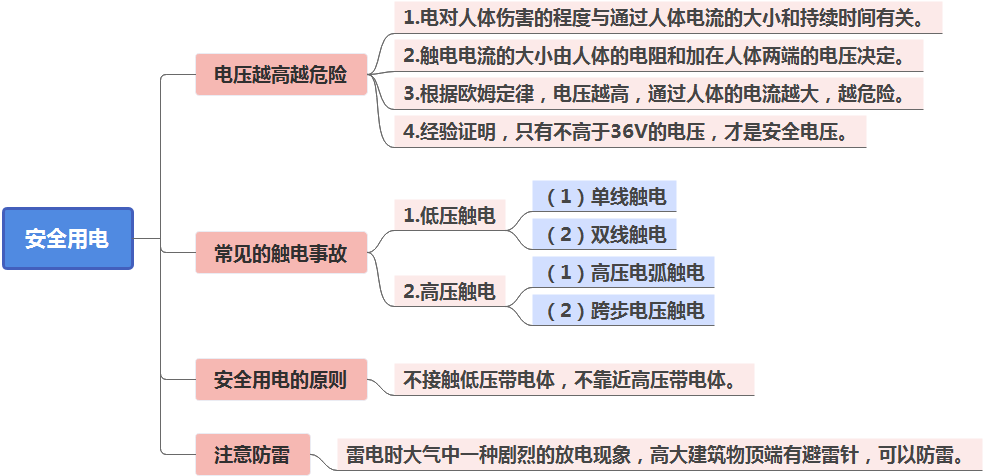 安全用电
电压越高越危险
1.电对人体伤害的程度与通过人体电流的大小和持续时间有关。
2.触电电流的大小由人体的电阻和加在人体两端的电压决定。
3.根据欧姆定律，电压越高，通过人体的电流越大，越危险。
4.经验证明，只有不高于36V的电压，才是安全电压。
常见的触电事故
1.低压触电
（1）单线触电
（2）双线触电
2.高压触电
（1）高压电弧触电
（2）跨步电压触电
安全用电的原则
不接触低压带电体，不靠近高压带电体。
注意防雷
雷电时大气中一种剧烈的放电现象，高大建筑物顶端有避雷针，可以防雷。